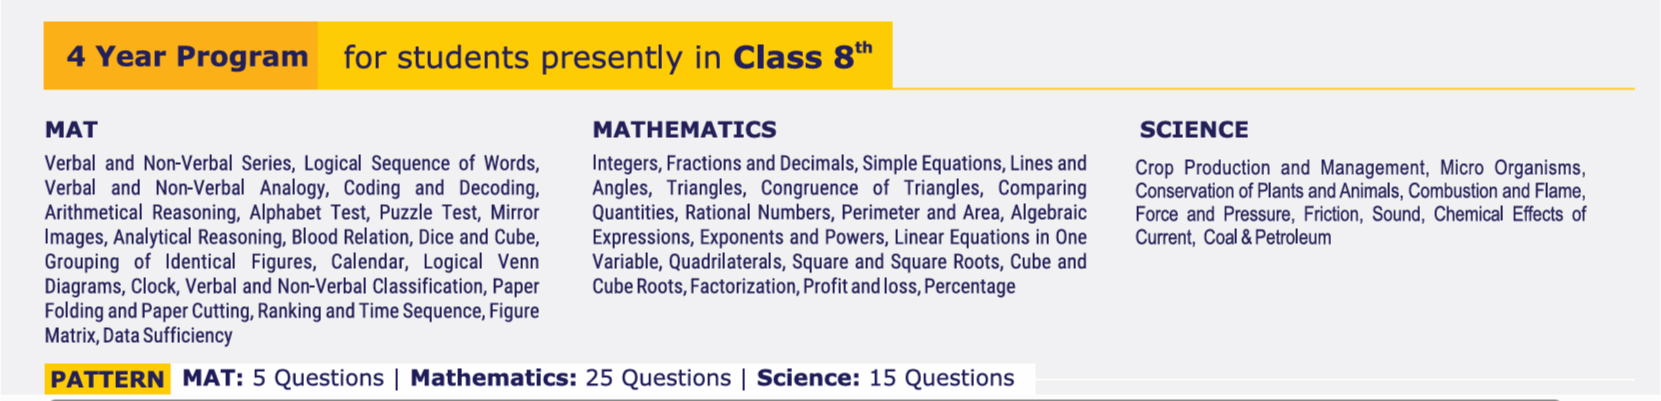 4 Year Program for students presently in Class 8th
MAT
Verbal and Non-Verbal Series, Logical Sequence of Words,
Verbal and Non-Verbal Analogy, Coding and Decoding,
Arithmetical Reasoning, Alphabet Test, Puzzle Test, Mirror
Images, Analytical Reasoning, Blood Relation, Dice and Cube,
Grouping of Identical Figures, Calendar, Logical Venn
Diagrams, Clock, Verbal and Non-Verbal Classification, Paper
Folding and Paper Cutting, Ranking and Time Sequence, Figure
Matrix, Data Sufficiency
MATHEMATICS
Integers, Fractions and Decimals, Simple Equations, Lines and
Angles, Triangles, Congruence of Triangles, Comparing
Quantities, Rational Numbers, Perimeter and Area, Algebraic
Expressions, Exponents and Powers, Linear Equations in One
Variable, Quadrilaterals, Square and Square Roots, Cube and
Cube Roots, Factorization, Profit and loss, Percentage
SCIENCE
Crop Production and Management, Micro Organisms,
Conservation of Plants and Animals, Combustion and Flame,
Force and Pressure, Friction, Sound, Chemical Effects of
Current, Coal & Petroleum
PATTERN MAT: 5 Questions | Mathematics: 25 Questions | Science: 15 Questions